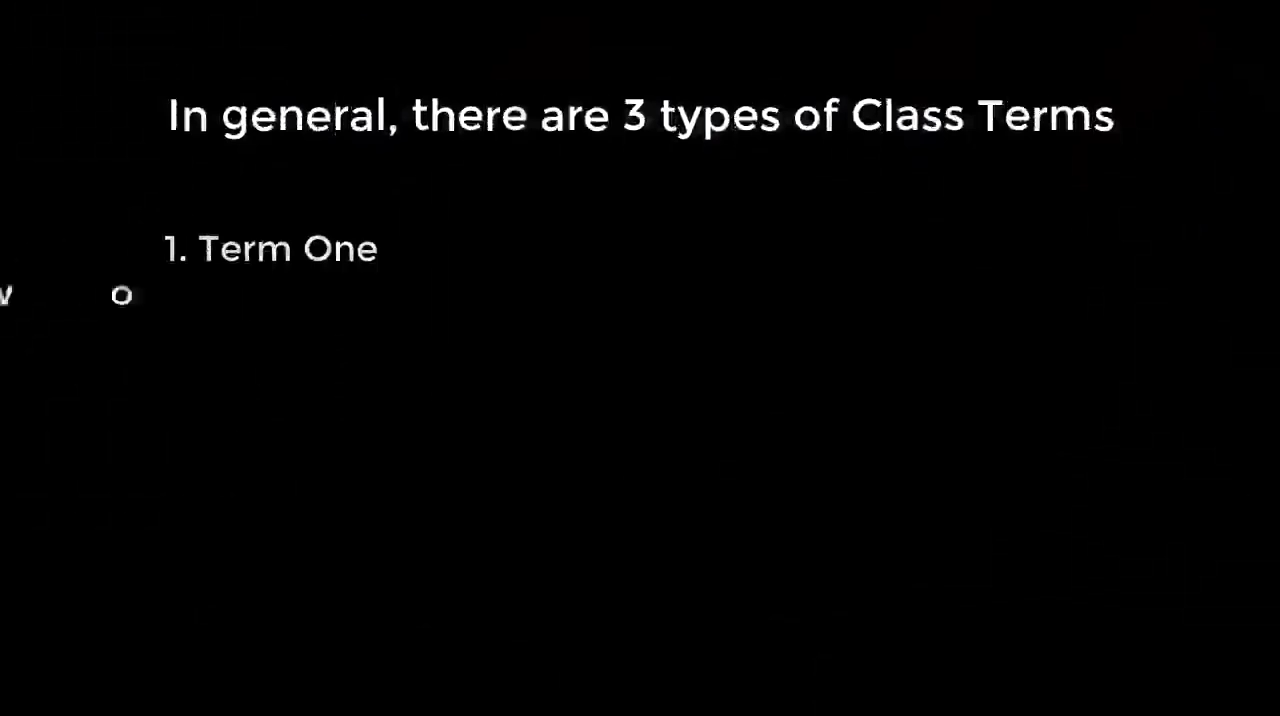 In general, there are 3 types of Class Terms
1. Term One
o